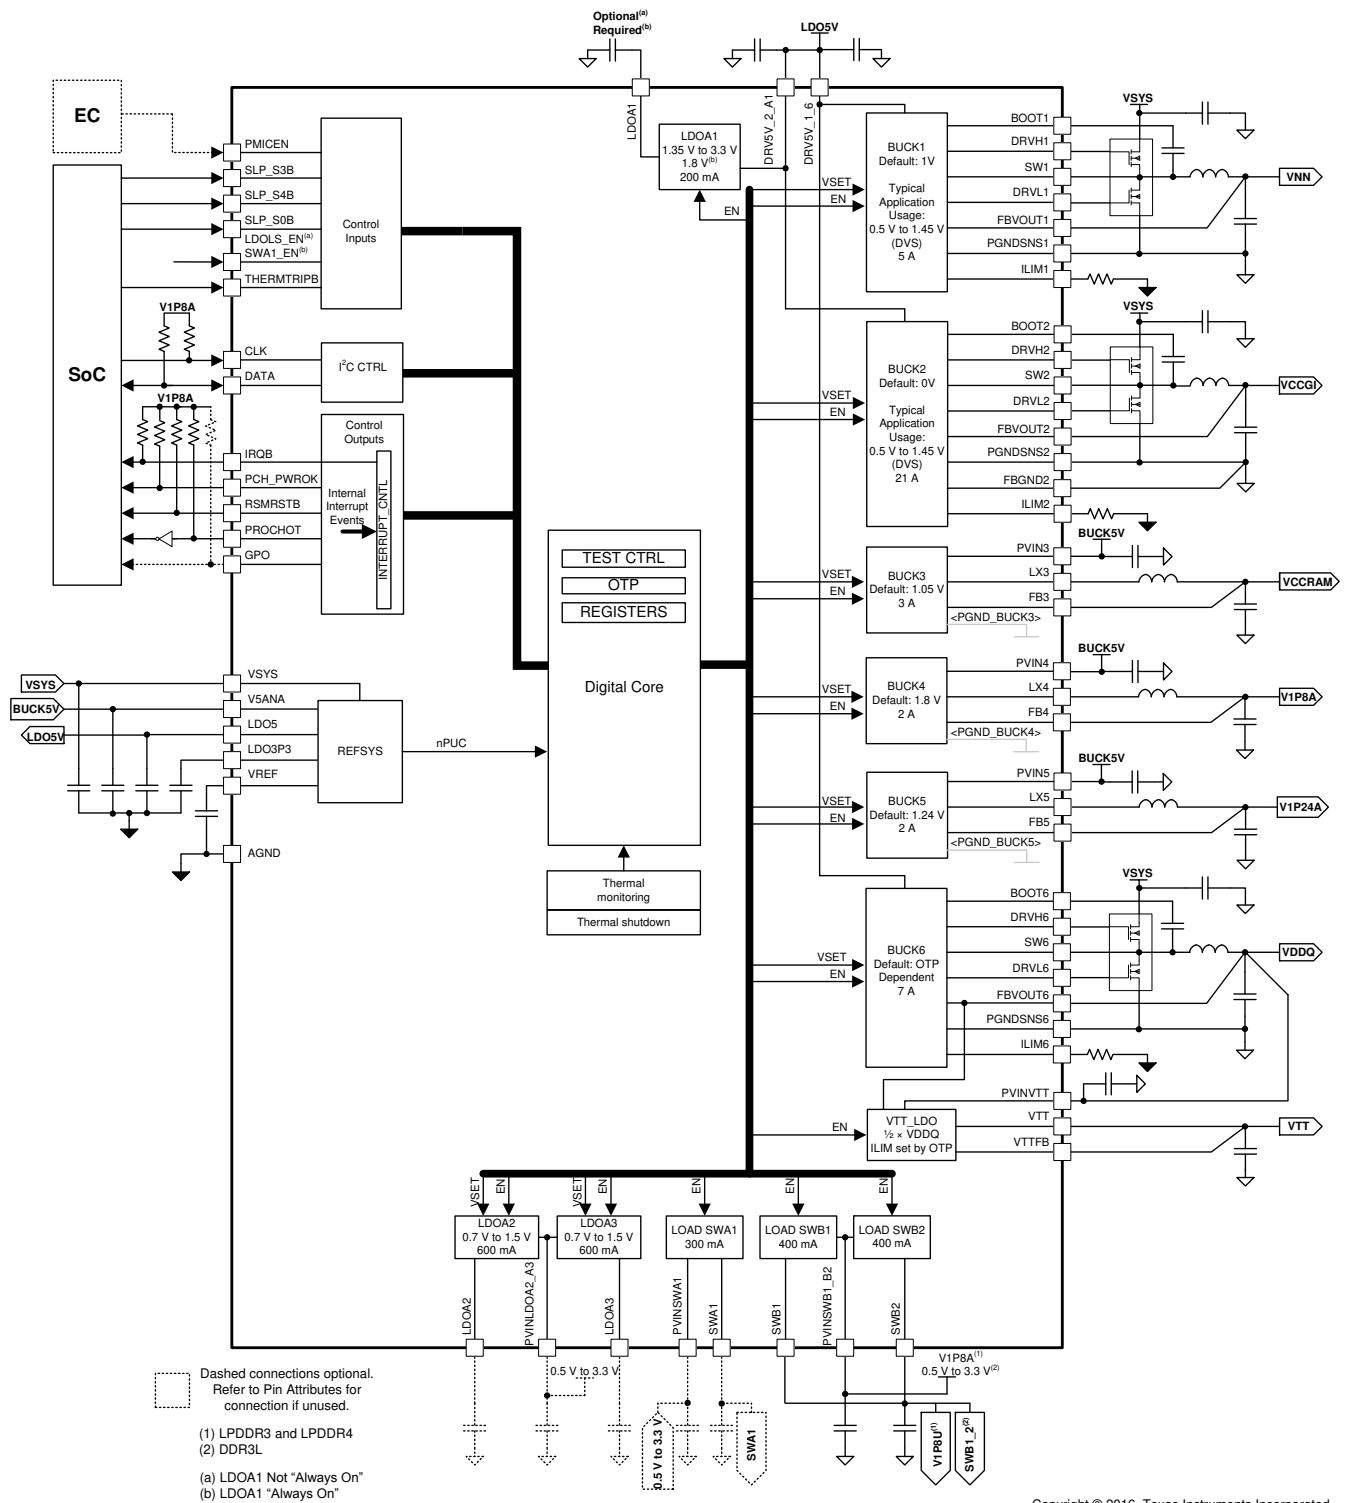 Optional(a)
Required(b)
LDO5V
EC
LDOA1
DRV5V_2_A1
DRV5V_1_6
VSYS
PMICEN
SLP_S3B
SLP_S4B
SLP_S0B
LDOLS_EN(a)
SWA1_EN(b)
THERMTRIPB
Control
Inputs
LDOA1
1.35 V to 3.3 V
1.8 V(b)
200 mA
EN
VSET
EN
BUCK1
Default: 1V
Typical
Application
Usage:
0.5 V to 1.45 V
(DVS)
5 A
BOOT1
DRVH1
SW1
DRVL1
FBVOUT1
PGNDSNS1
ILIM1
VNN
SoC
V1P8A
CLK
DATA
I2C CTRL
V1P8A
IRQB
PCH_PWROK
RSMRSTB
PROCHOT
GPO
Control
Outputs
Internal
Interrupt
Events
INTERRUPT_CNTL
VSYS
VSET
EN
BUCK2
Default: 0V
Typical
Application
Usage:
0.5 V to 1.45 V
(DVS)
21 A
BOOT2
DRVH2
SW2
DRVL2
FBVOUT2
PGNDSNS2
FBGND2
ILIM2
VCCGI
TEST CTRL
OTP
REGISTERS
Digital Core
BUCK5V
VSET
EN
BUCK3
Default: 1.05 V
3 A
PVIN3
LX3
FB3
<PGND_BUCK3>
VCCRAM
BUCK5V
VSET
EN
BUCK4
Default: 1.8 V
2 A
PVIN4
LX4
FB4
<PGND_BUCK4>
V1P8A
VSYS
BUCK5V
LDO5V
VSYS
V5ANA
LDO5
LDO3P3
VREF
AGND
REFSYS
nPUC
BUCK5V
VSET
EN
BUCK5
Default: 1.24 V
2 A
PVIN5
LX5
FB5
<PGND_BUCK5>
V1P24A
Thermal
monitoring
Thermal shutdown
VSYS
VSET
EN
BUCK6
Default: OTP
Dependent
7 A
BOOT6
DRVH6
SW6
DRVL6
FBVOUT6
PGNDSNS6
ILIM6
VDDQ
PVINVTT
VTT
VTTFB
EN
VTT_LDO
½ × VDDQ
ILIM set by OTP
VTT
VSET
EN
VSET
EN
EN
EN
EN
LDOA2
0.7 V to 1.5 V
600 mA
LDOA3
0.7 V to 1.5 V
600 mA
LOAD SWA1
300 mA
LOAD SWB1
400 mA
LOAD SWB2
400 mA
LDOA2
PVINLDOA2_A3
LDOA3
PVINSWA1
SWA1
SWB1
PVINSWB1_B2
SWB2
0.5 V to 3.3 V
V1P8A(1)
0.5 V to 3.3 V(2)
0.5 V to 3.3 V
SWA1
V1P8U(1)
SWB1_2(2)
Dashed connections optional.
Refer to Pin Attributes for
connection if unused.
(1) LPDDR3 and LPDDR4
(2) DDR3L
(a) LDOA1 Not “Always On”
(b) LDOA1 “Always On”
Copyright © 2016, Texas Instruments Incorporated